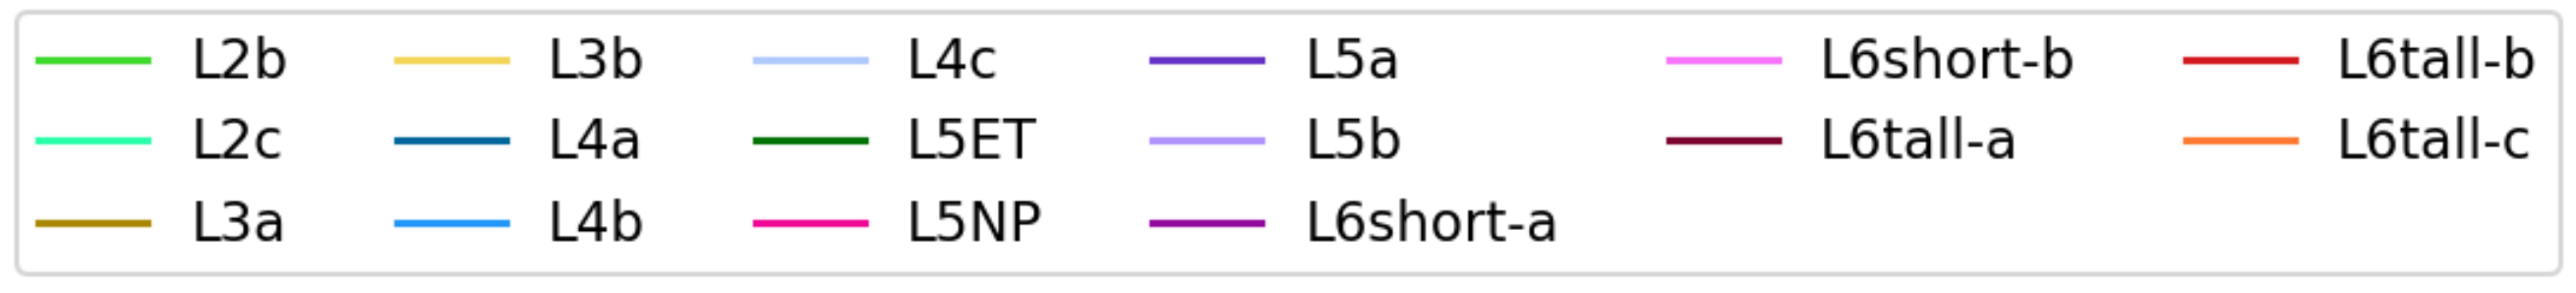 L2b L3b L4c L5a L6short-b L6tall-b
L2c L4a L5ET L5b L6tall-a L6tall-c
L3a L4b L5NP L6short-a